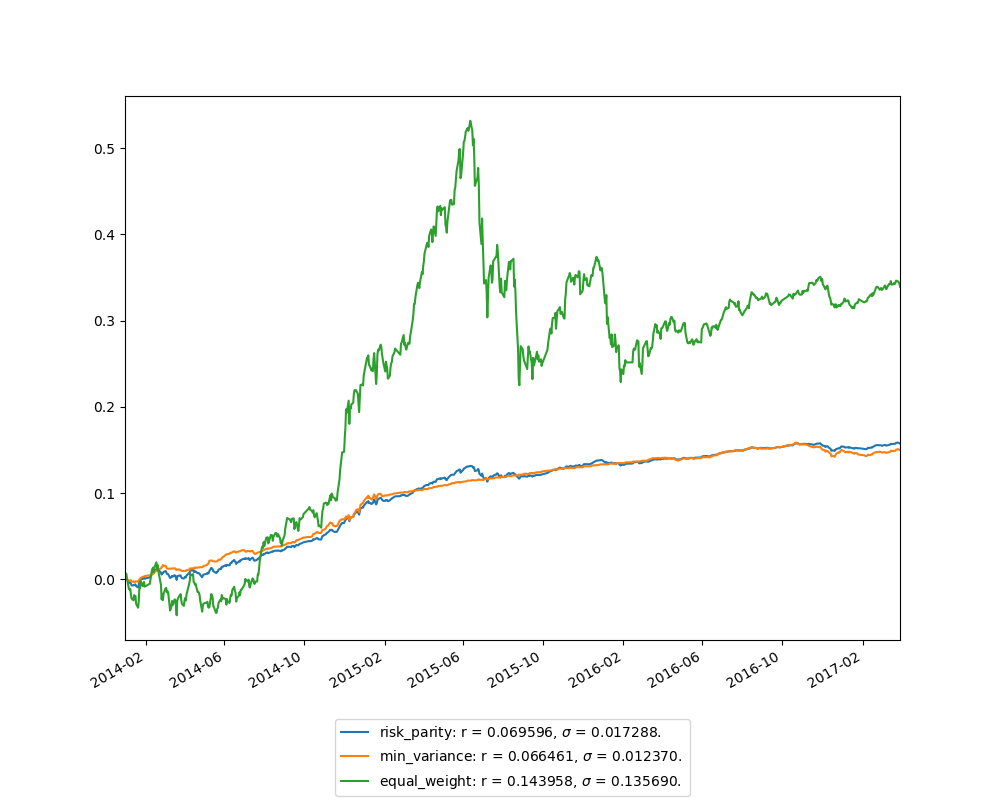 0.5
0.4
0.3
0.2
0.1
0.0
2014-02 2014-06 2014-10 2015-02 2015-06 2015-10 2016-02 2016-06 2016-10 2017-02
risk_parity: r = 0.069596, σ = 0.017288.
min_variance: r = 0.066461, σ = 0.012370.
equal_weight: r = 0.143958, σ = 0.135690.